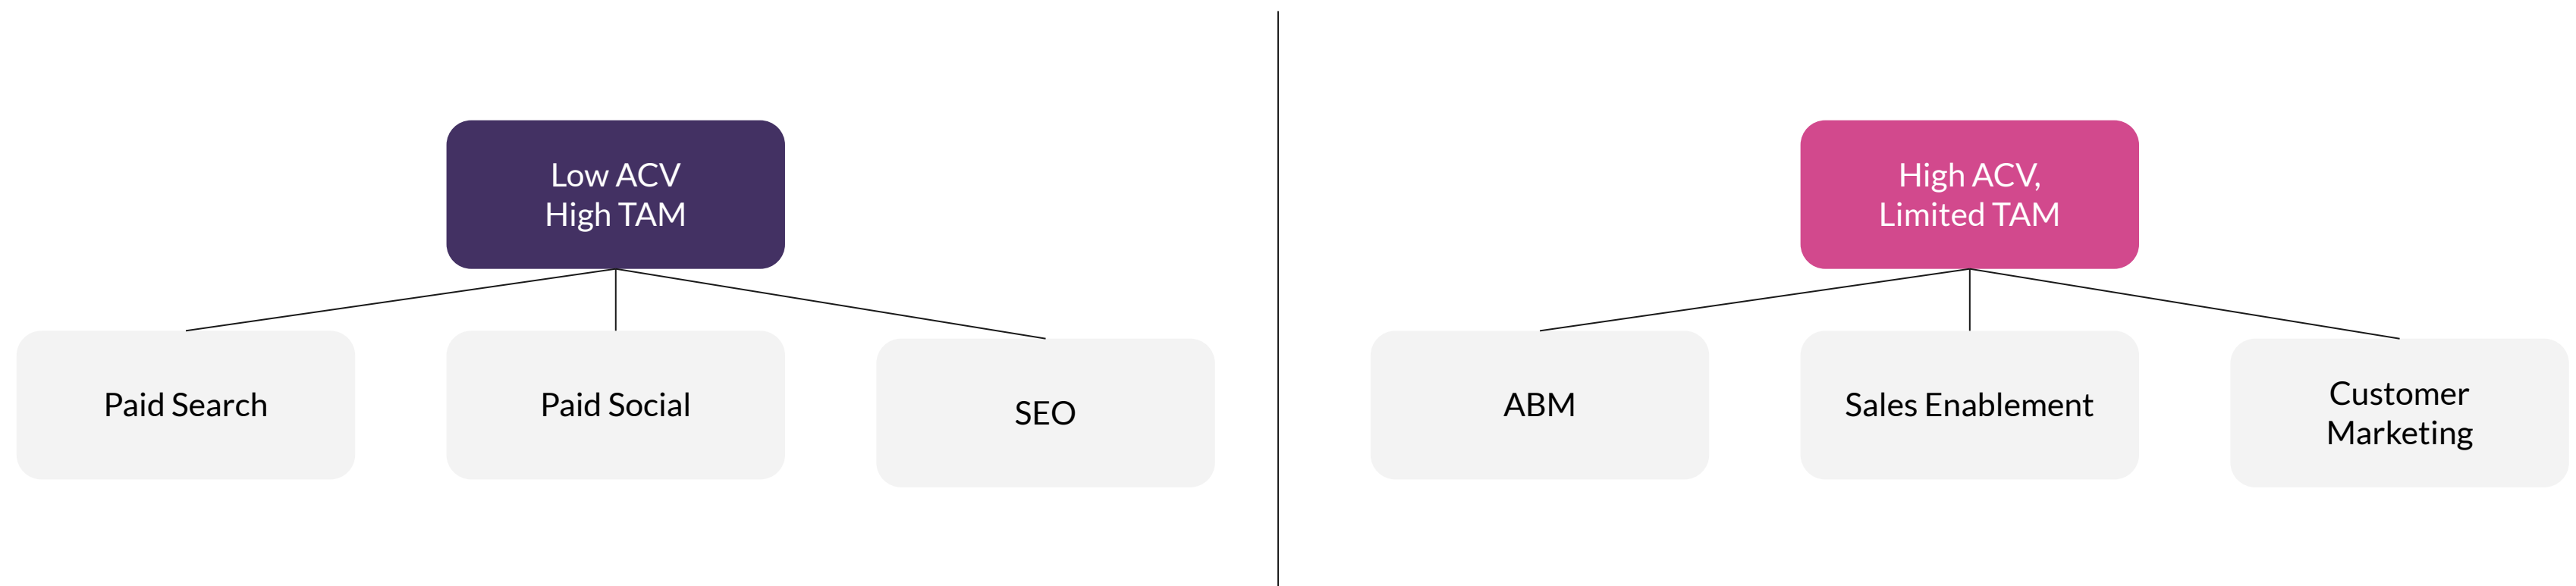 Low ACV
High TAM
Paid Search
Paid Social
SEO
High ACV,
Limited TAM
ABM
Sales Enablement
Customer
Marketing